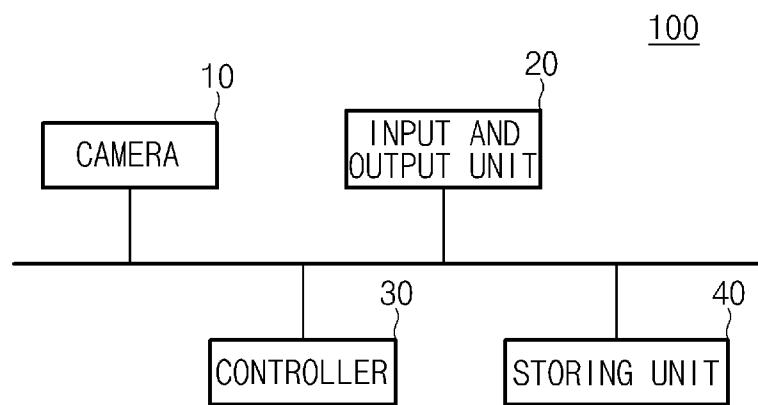 100
10
20
CAMERA
INPUT AND
OUTPUT UNIT
30
40
CONTROLLER
STORING UNIT